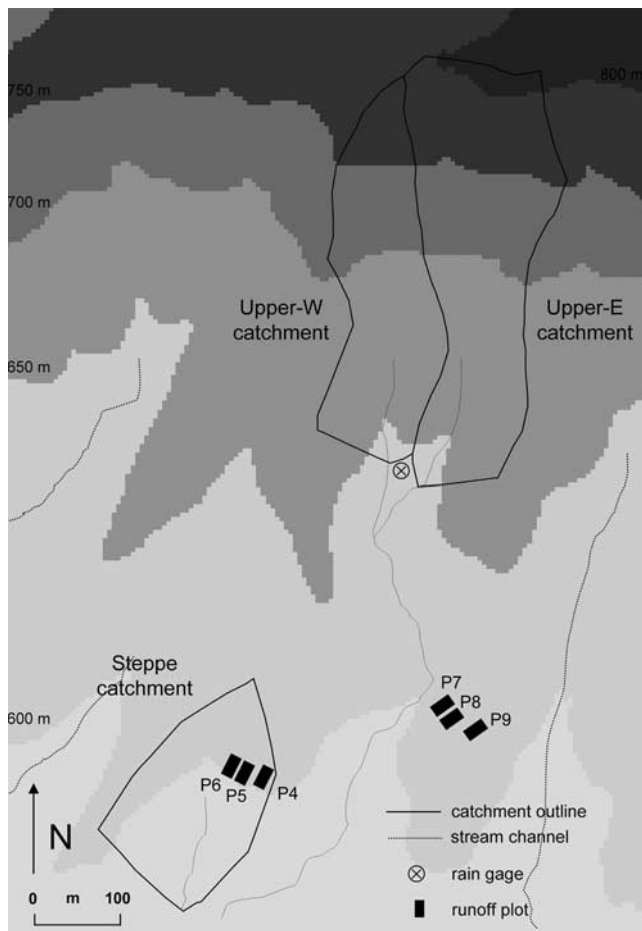 750 m
800 m
700 m
Upper-W
catchment
Upper-E
catchment
650 m
Steppe
catchment
P7
P8
P9
600 m
P6
P5
P4
N
0 m 100
catchment outline
stream channel
rain gage
runoff plot